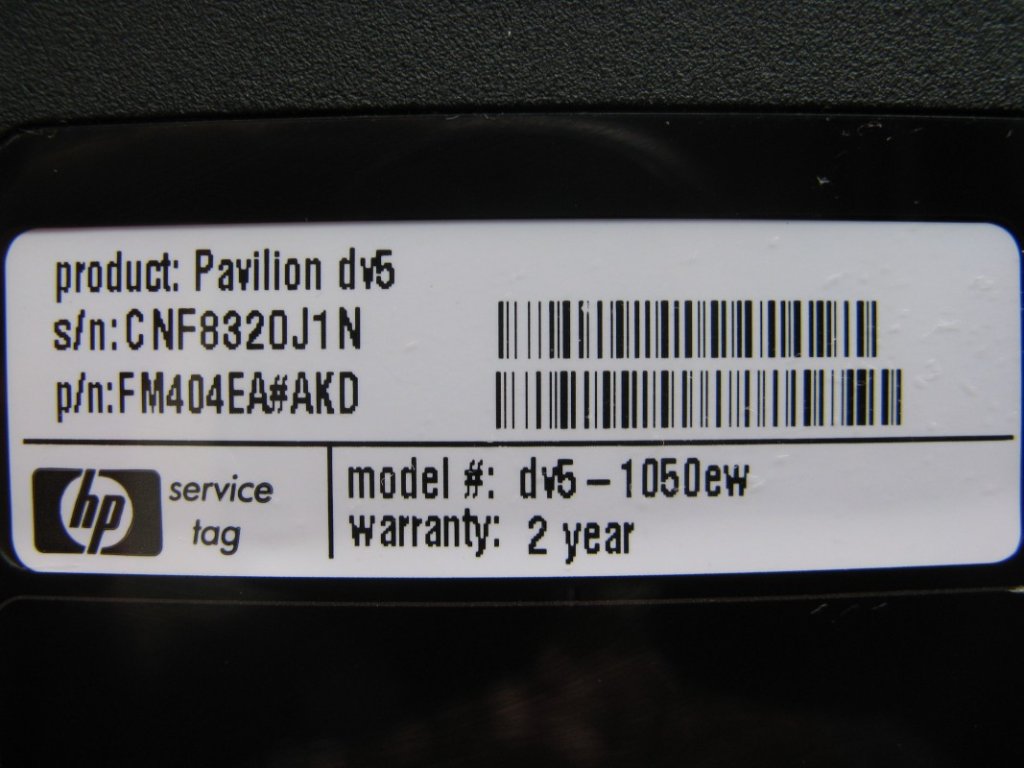 product: Pavilion dv5
s/n:CNF8320J1N
p/n:FM404EA#AKD
hp
service
tag
model #: dv5-1050ew
warranty: 2 year